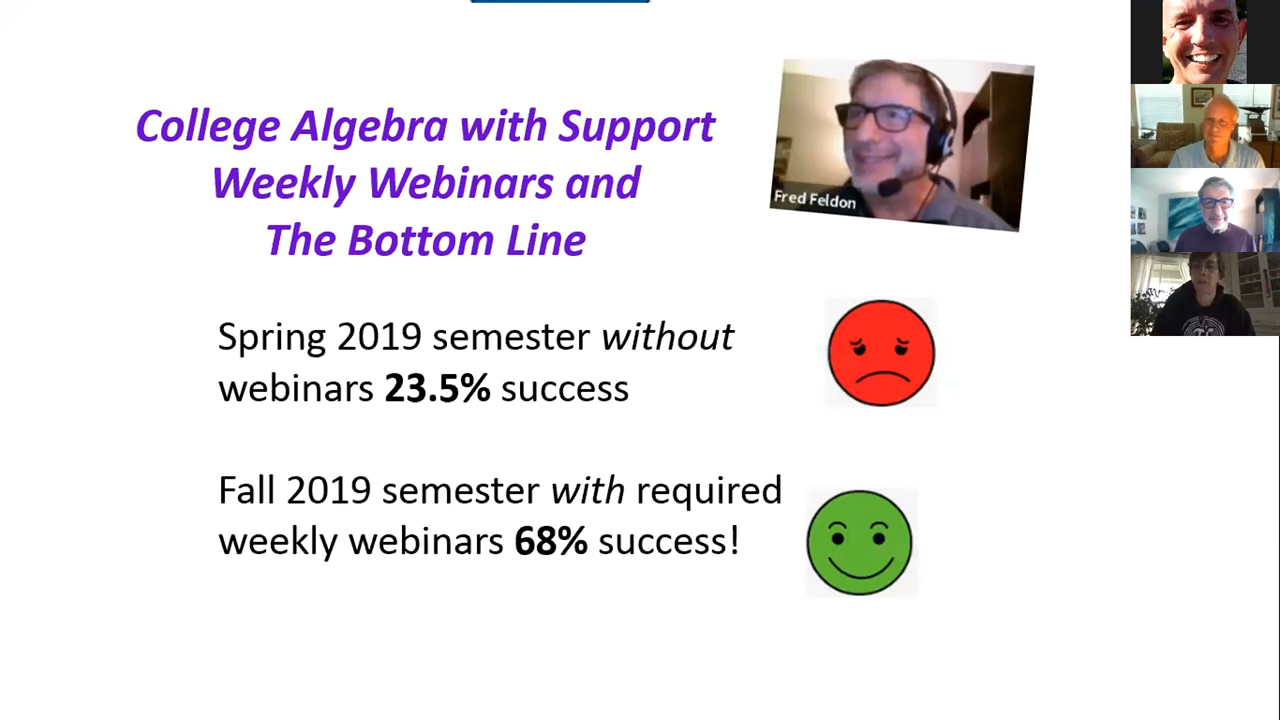 College Algebra with Support
Weekly Webinars and
The Bottom Line
Fred Feldon
Spring 2019 semester without
webinars 23.5% success
Fall 2019 semester with required
weekly webinars 68% success!